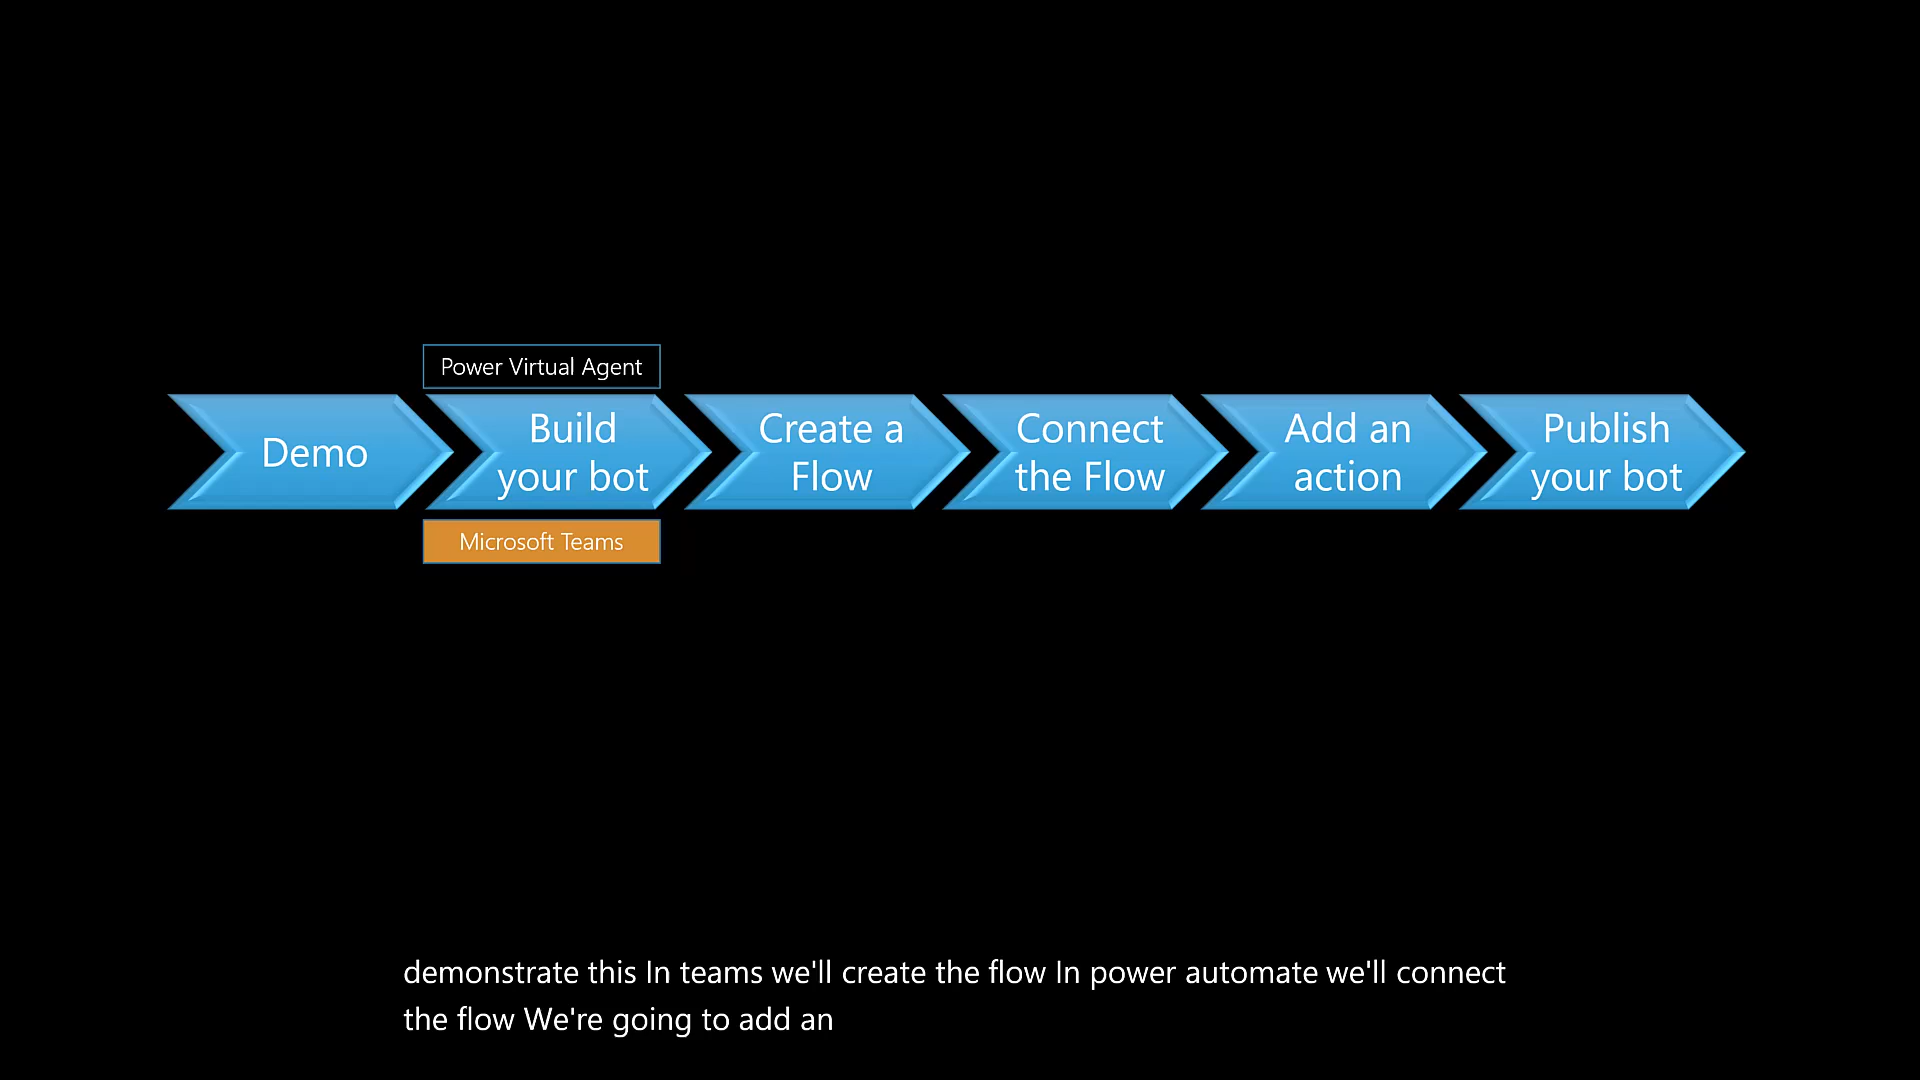 Power Virtual Agent
Demo
Build
your bot
Create a
Flow
Connect
the Flow
Add an
action
Publish
your bot
Microsoft Teams
demonstrate this In teams we'll create the flow In power automate we'll connect
the flow We're going to add an